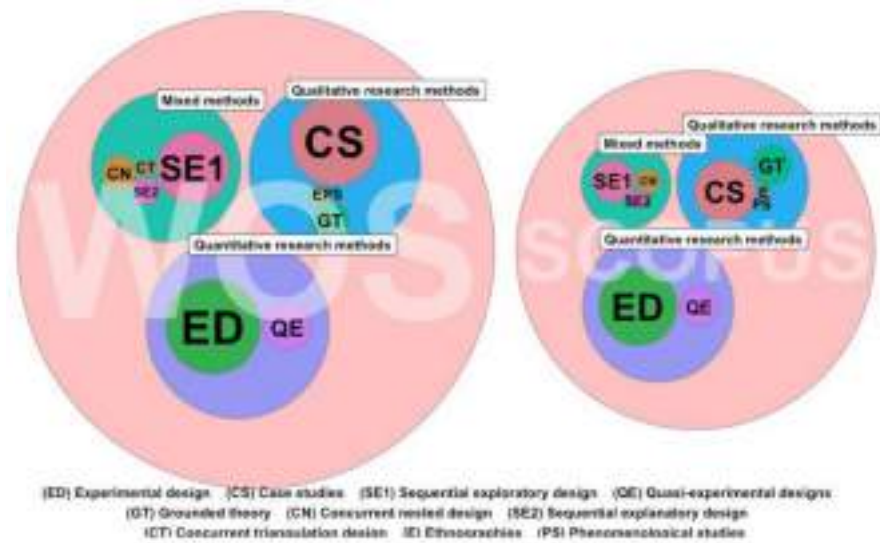 Mixed methods
Qualitative research methods
CS
CN CT SE1
SE2
GT
Quantitative research methods
WOS
ED QE
Qualitative research methods
Mixed methods
GT
SE1 CN
CS
SE2
Quantitative research methods
SCOPUS
ED QE
(ED) Experimental design (CS) Case studies (SE1) Sequential exploratory design (QE) Quasi-experimental designs
(GT) Grounded theory (CN) Concurrent nested design (SE2) Sequential explanatory design
(CT) Concurrent triangulation design (E) Ethnographies (PS) Phenomenological studies